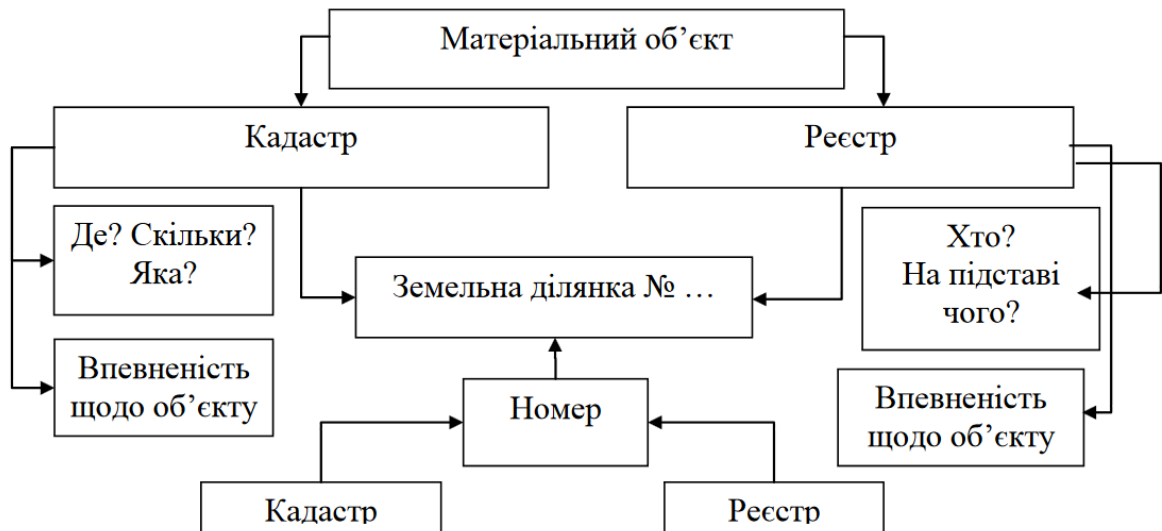 Матеріальний об’єкт
Кадастр
Реєстр
Де? Скільки?
Яка?
Хто?
На підставі
чого?
Земельна ділянка № …
Впевненість
щодо об’єкту
Номер
Впевненість
щодо об’єкту
Кадастр
Реєстр